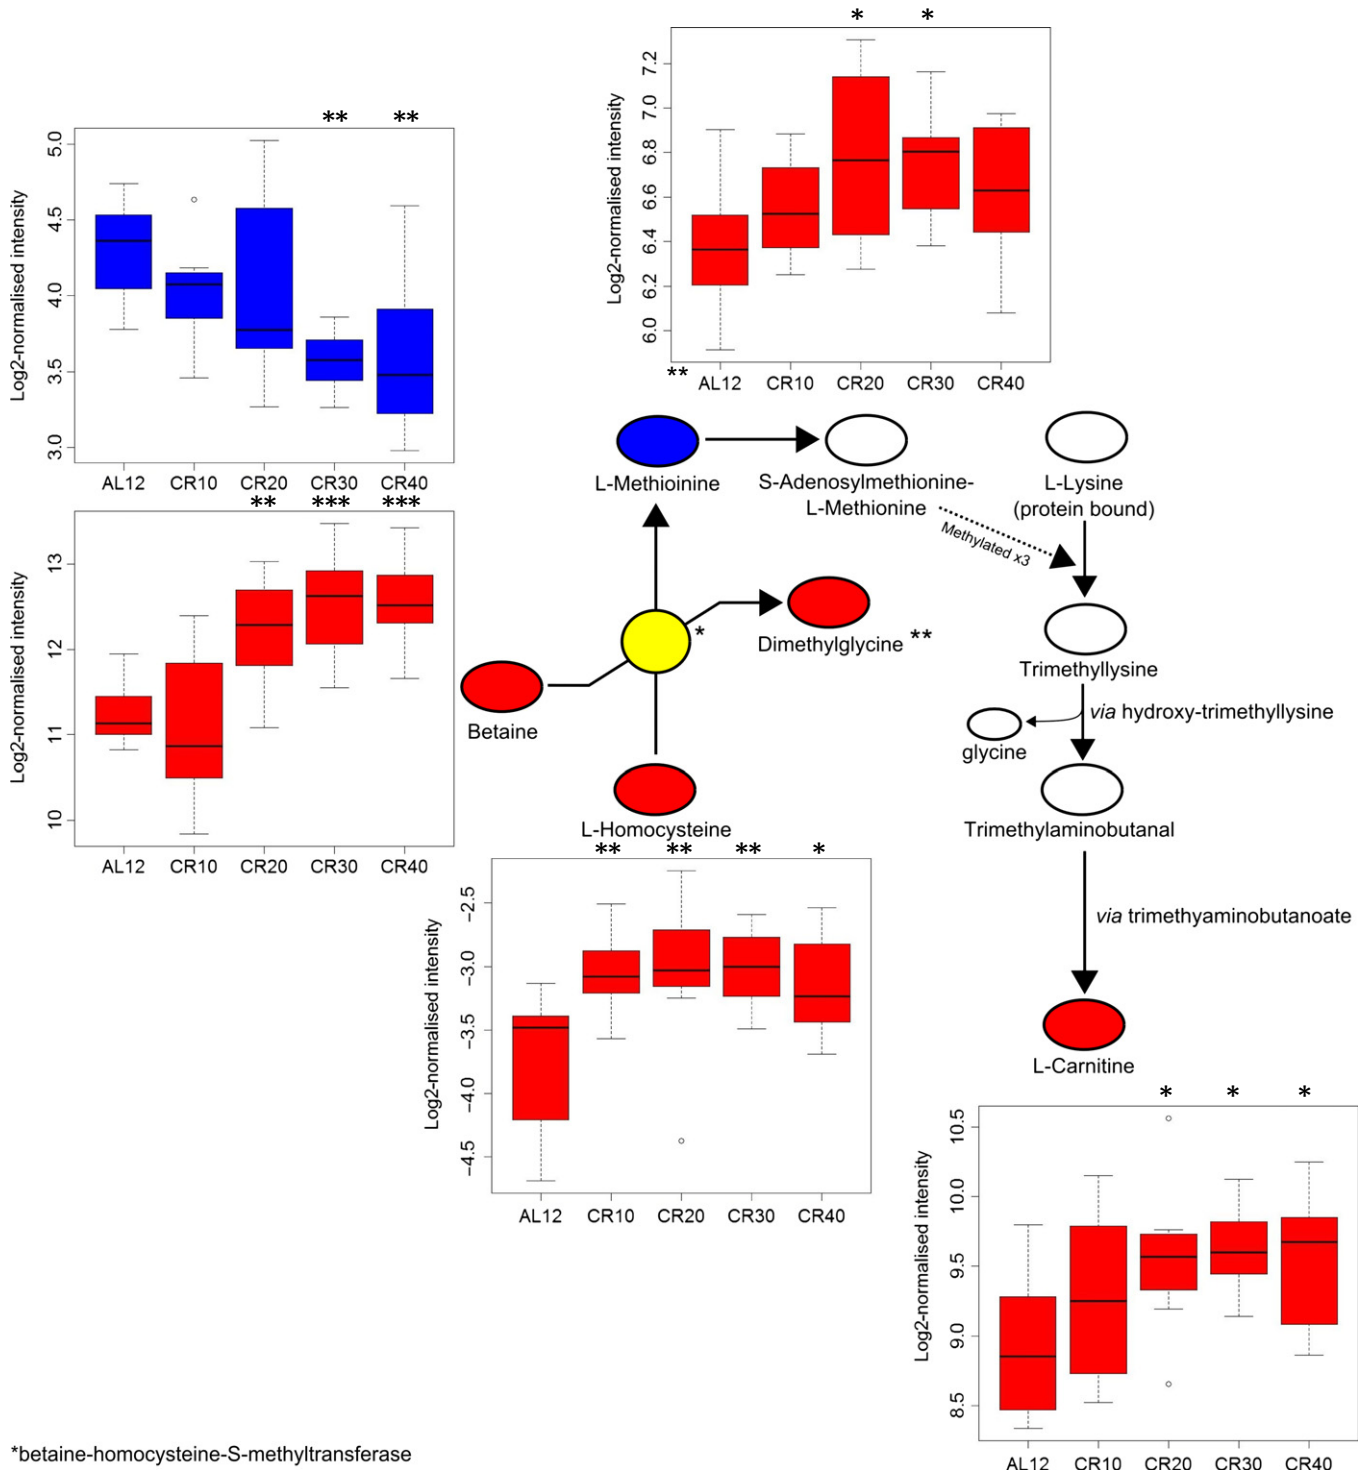 * *
7.2
7.0
6.8
6.6
6.4
6.2
6.0
Log2-normalised intensity
** AL12 CR10 CR20 CR30 CR40
** **
5.0
4.5
4.0
3.5
3.0
Log2-normalised intensity
AL12 CR10 CR20 CR30 CR40
** *** ***
13
12
11
10
Log2-normalised intensity
AL12 CR10 CR20 CR30 CR40
L-Methioinine
S-Adenosylmethionine-
L-Methionine
L-Lysine
(protein bound)
Methylated x3
*
Dimethylglycine **
Betaine
Trimethyllysine
via hydroxy-trimethyllysine
glycine
L-Homocysteine
Trimethylaminobutanal
via trimethyaminobutanoate
L-Carnitine
** ** ** *
-2.5
-3.0
-3.5
-4.0
-4.5
Log2-normalised intensity
AL12 CR10 CR20 CR30 CR40
* * *
10.5
10.0
9.5
9.0
8.5
Log2-normalised intensity
AL12 CR10 CR20 CR30 CR40
*betaine-homocysteine-S-methyltransferase